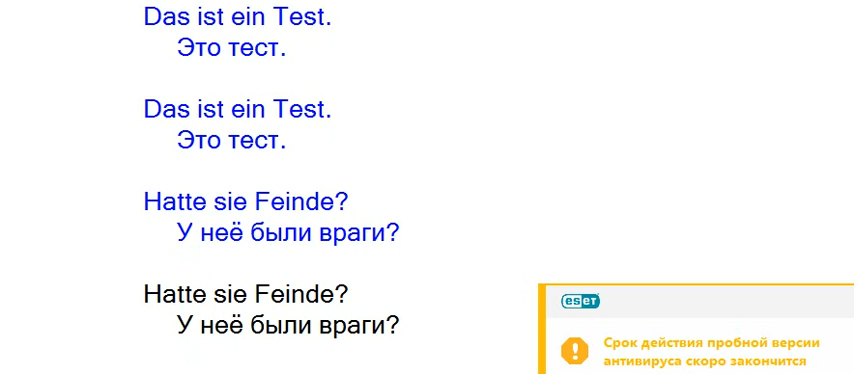 Das ist ein Test.
Это тест.
Das ist ein Test.
Это тест.
Hatte sie Feinde?
У неё были враги?
Hatte sie Feinde?
У неё были враги?
eset
Срок действия пробной версии
антивируса скоро закончится